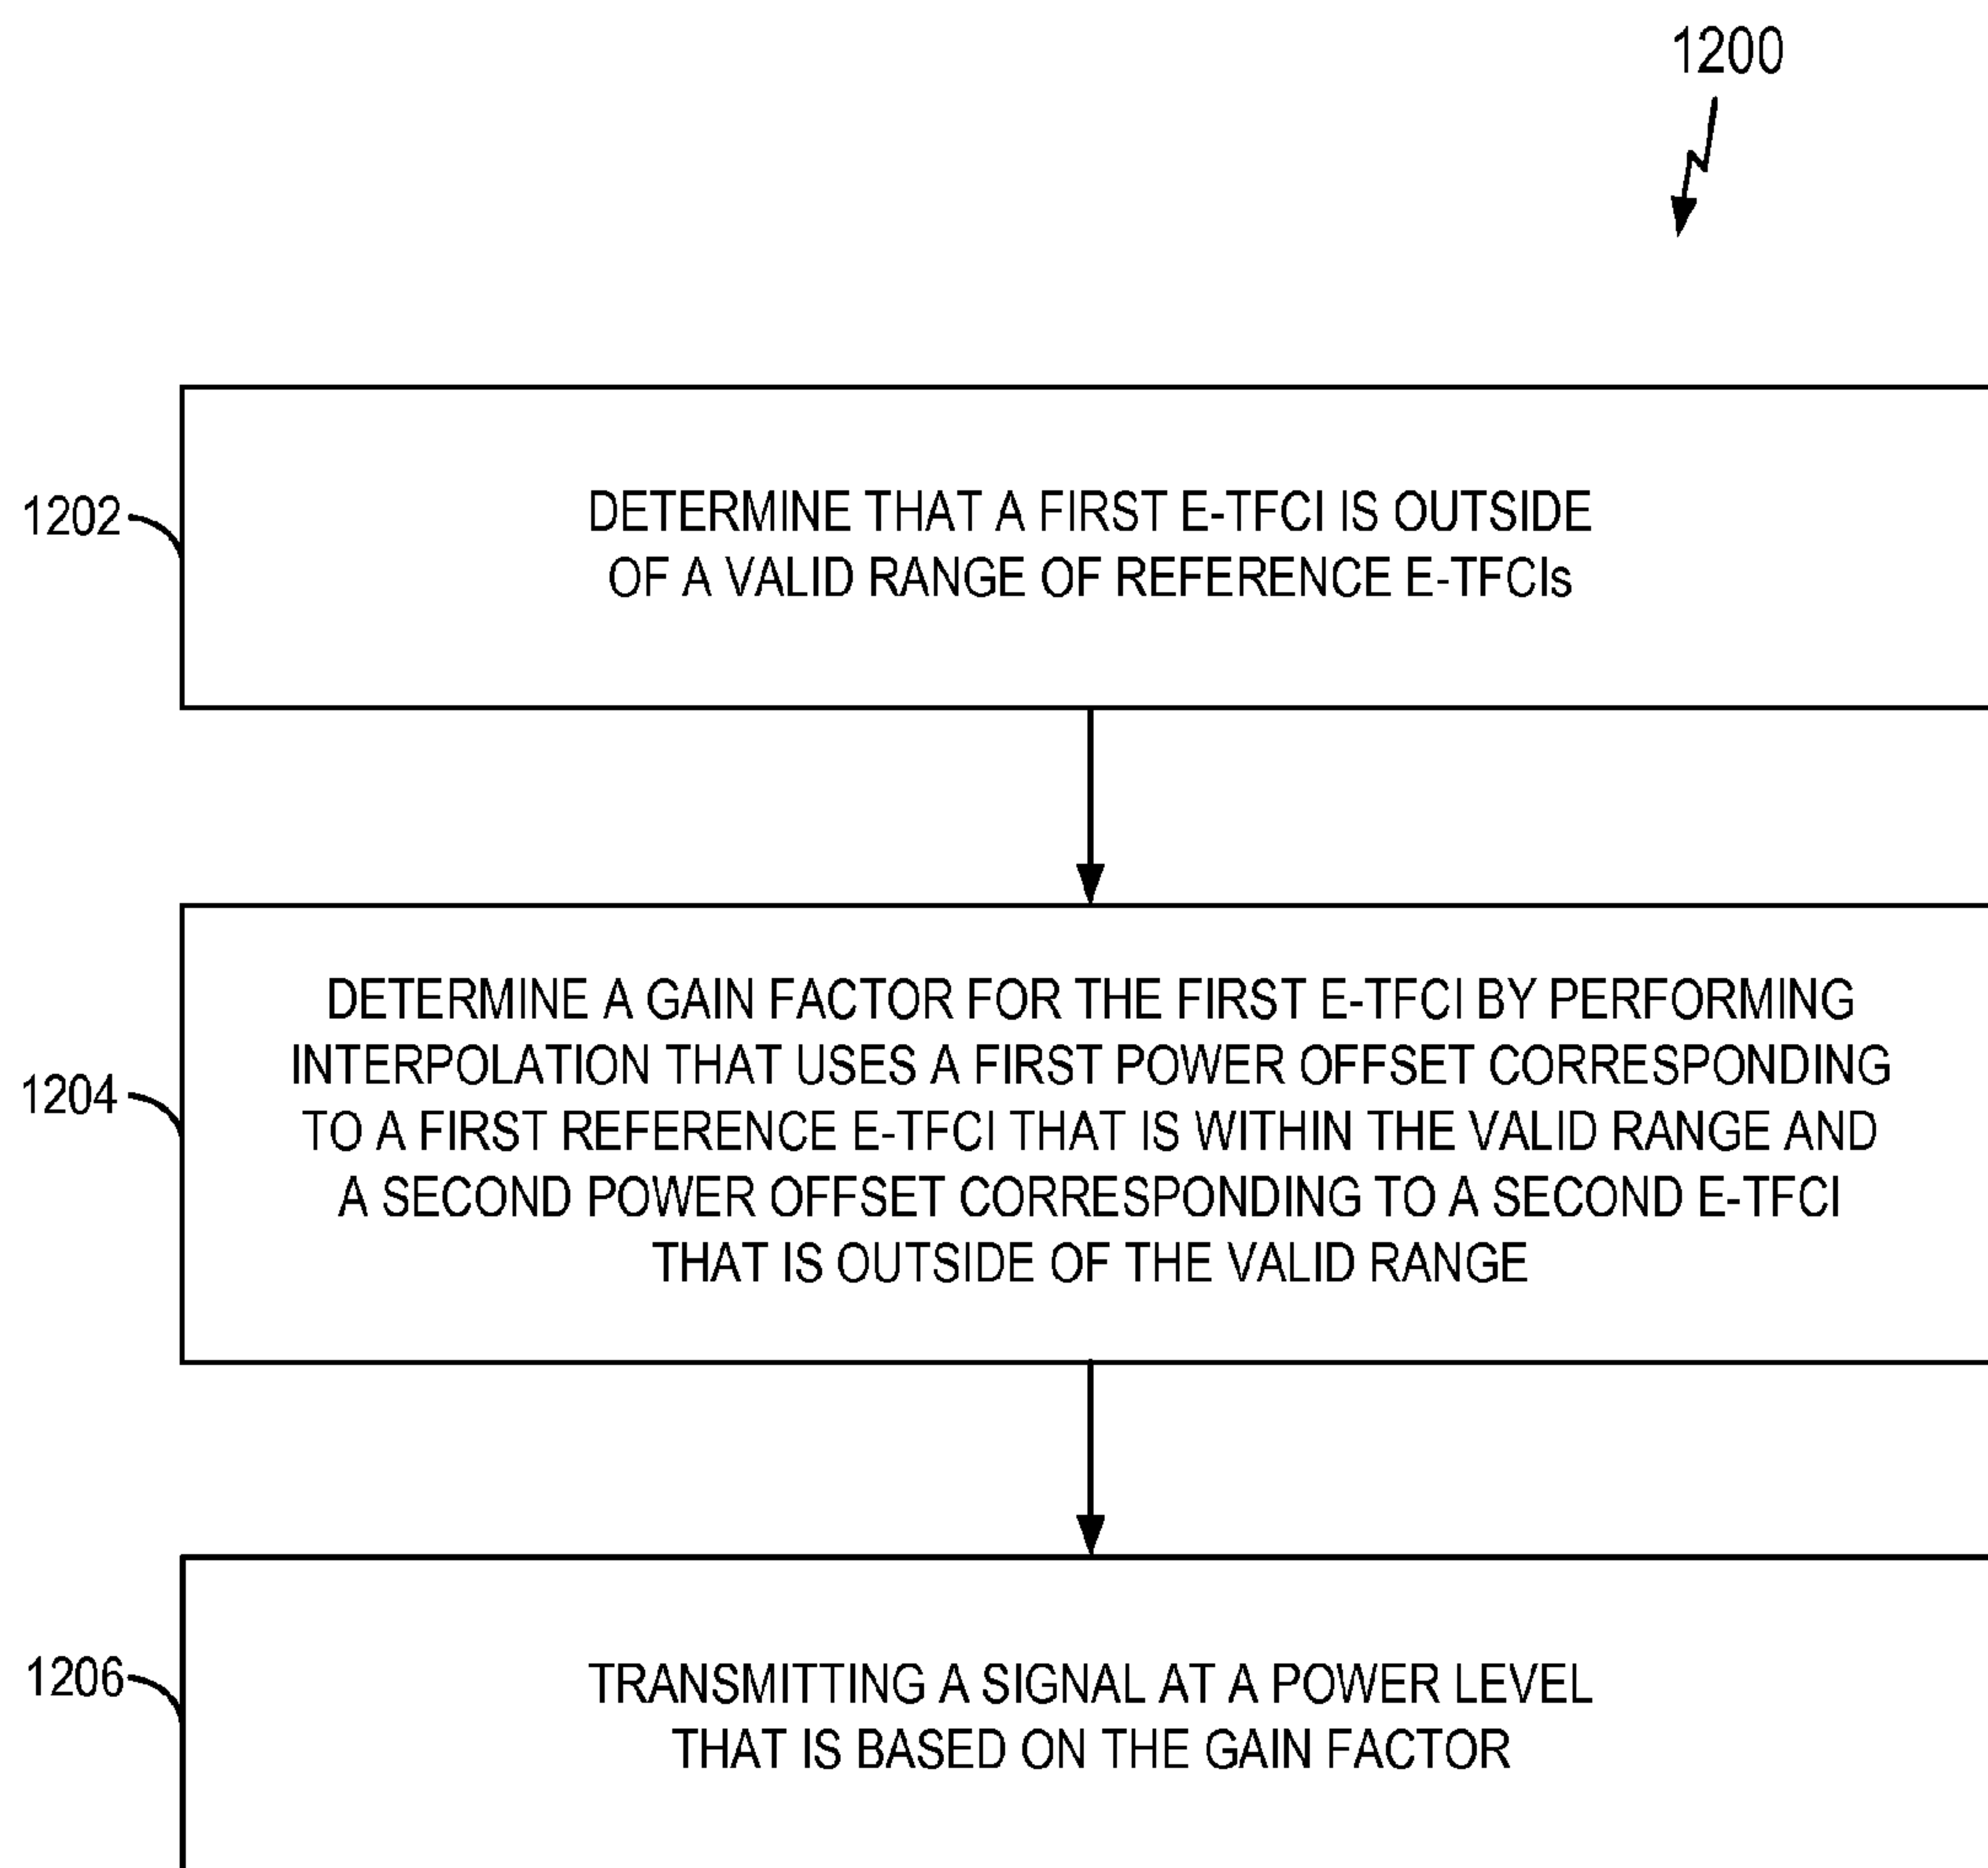 1200
1202
DETERMINE THAT A FIRST E-TFCI IS OUTSIDE
OF A VALID RANGE OF REFERENCE E-TFCIs
1204
DETERMINE A GAIN FACTOR FOR THE FIRST E-TFCI BY PERFORMING
INTERPOLATION THAT USES A FIRST POWER OFFSET CORRESPONDING
TO A FIRST REFERENCE E-TFCI THAT IS WITHIN THE VALID RANGE AND
A SECOND POWER OFFSET CORRESPONDING TO A SECOND E-TFCI
THAT IS OUTSIDE OF THE VALID RANGE
1206
TRANSMITTING A SIGNAL AT A POWER LEVEL
THAT IS BASED ON THE GAIN FACTOR